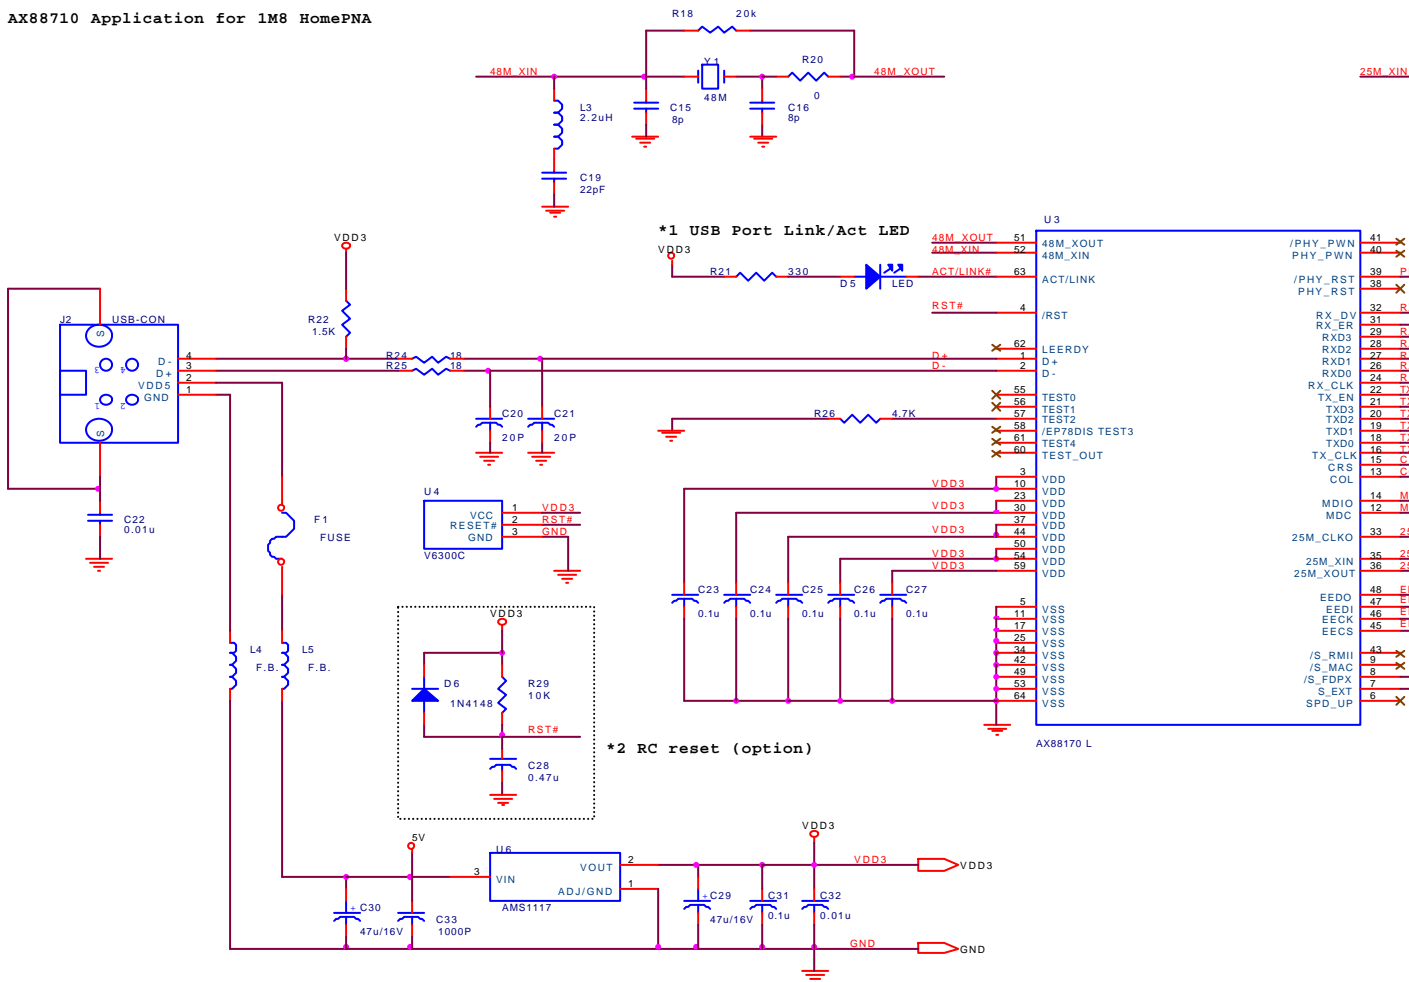 AX88710 Application for 1M8 HomePNA
R18 20k
48M_XIN
Y1
48M
R20
0
48M_XOUT
25M_XIN
L3
2.2uH
C15
8p
C16
8p
C19
22pF
*1 USB Port Link/Act LED
VDD3
R21 330
D5 LED
ACT/LINK#
RST#
VDD3
R22
1.5K
J2 USB-CON
S
3 4
1 2
S
D- 4
D+ 3
VDD5 2
GND 1
R24 18
R25 18
D+
D-
C20
20P
C21
20P
R26 4.7K
C22
0.01u
F1
FUSE
U4
VCC 1 VDD3
RESET# 2 RST#
GND 3 GND
V6300C
VDD3
VDD3
VDD3
VDD3
VDD3
C23
0.1u
C24
0.1u
C25
0.1u
C26
0.1u
C27
0.1u
L4
F.B.
L5
F.B.
VDD3
D6
1N4148
R29
10K
RST#
C28
0.47u
*2 RC reset (option)
U3
48M_XOUT 51 48M_XOUT
48M_XIN 52 48M_XIN
63 ACT/LINK
4 /RST
62 LEERDY
1 D+
2 D-
55 TEST0
56 TEST1
57 TEST2
58 /EP78DIS TEST3
61 TEST4
60 TEST_OUT
3 VDD
10 VDD
23 VDD
30 VDD
37 VDD
44 VDD
50 VDD
54 VDD
59 VDD
5 VSS
11 VSS
17 VSS
25 VSS
34 VSS
42 VSS
49 VSS
53 VSS
64 VSS
/PHY_PWN 41
PHY_PWN 40
/PHY_RST 39 P
PHY_RST 38
RX_DV 32 R
RX_ER 31 R
RXD3 29 R
RXD2 28 R
RXD1 27 R
RXD0 26 R
RX_CLK 24 R
TX_EN 22 TX
TXD3 21 T
TXD2 20 T
TXD1 19 T
TXD0 18 T
TX_CLK 16 T
CRS 15 C
COL 13 C
MDIO 14 M
MDC 12 M
25M_CLKO 33 25
25M_XIN 35 25
25M_XOUT 36 25
EEDO 48 E
EEDI 47 E
EECK 46 E
EECS 45 E
/S_RMII 43
/S_MAC 9
/S_FDPX 8
S_EXT 7
SPD_UP 6
AX88170 L
5V
U6
3 VIN
VOUT 2
ADJ/GND 1
AMS1117
VDD3
VDD3
VDD3
+ C30
47u/16V
C33
1000P
+ C29
47u/16V
C31
0.1u
C32
0.01u
GND
GND